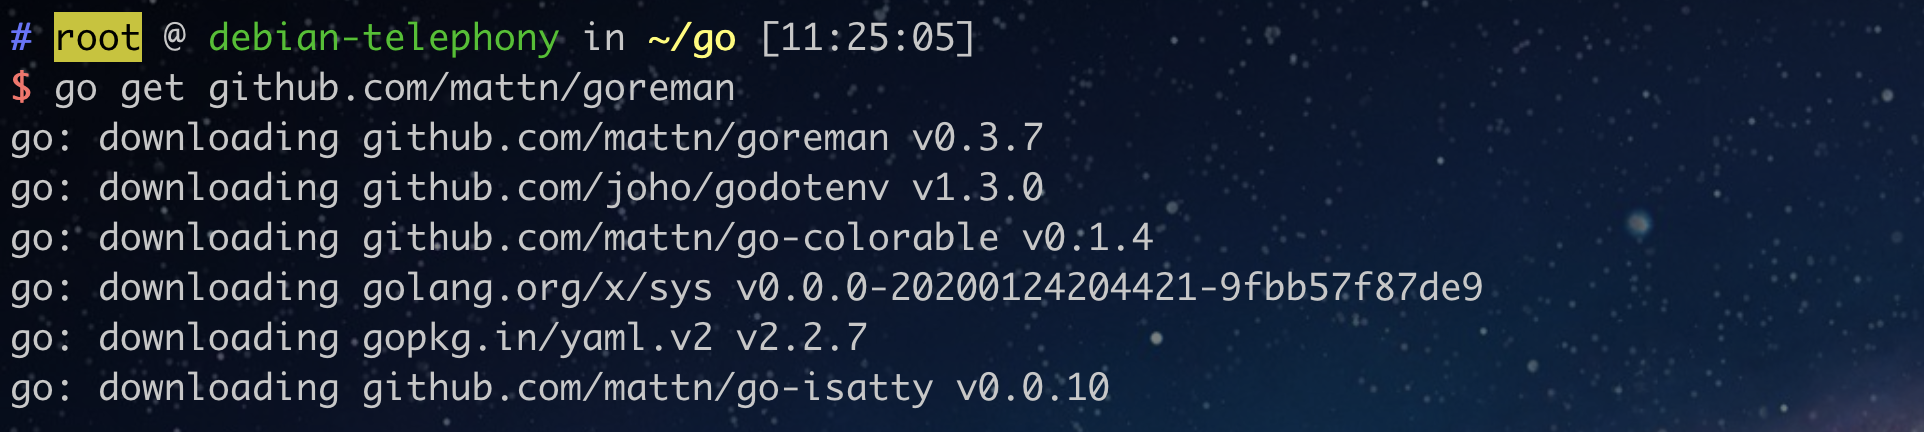 # root @ debian-telephony in ~/go [11:25:05]
$ go get github.com/mattn/goreman
go: downloading github.com/mattn/goreman v0.3.7
go: downloading github.com/joho/godotenv v1.3.0
go: downloading github.com/mattn/go-colorable v0.1.4
go: downloading golang.org/x/sys v0.0.0-20200124204421-9fbb57f87de9
go: downloading gopkg.in/yaml.v2 v2.2.7
go: downloading github.com/mattn/go-isatty v0.0.10